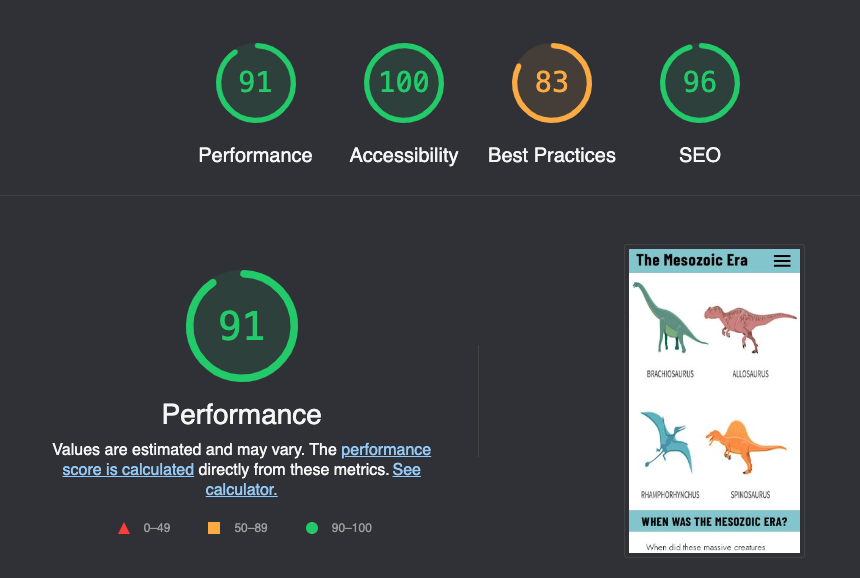 91 100 83 96
Performance Accessibility Best Practices SEO
91
Performance
Values are estimated and may vary. The performance
score is calculated directly from these metrics. See
calculator.
0–49 50–89 90–100
The Mesozoic Era
BRACHIOSAURUS ALLOSAURUS
RHAMPHORHYNCHUS SPINOSAURUS
WHEN WAS THE MESOZOIC ERA?
When did these massive creatures